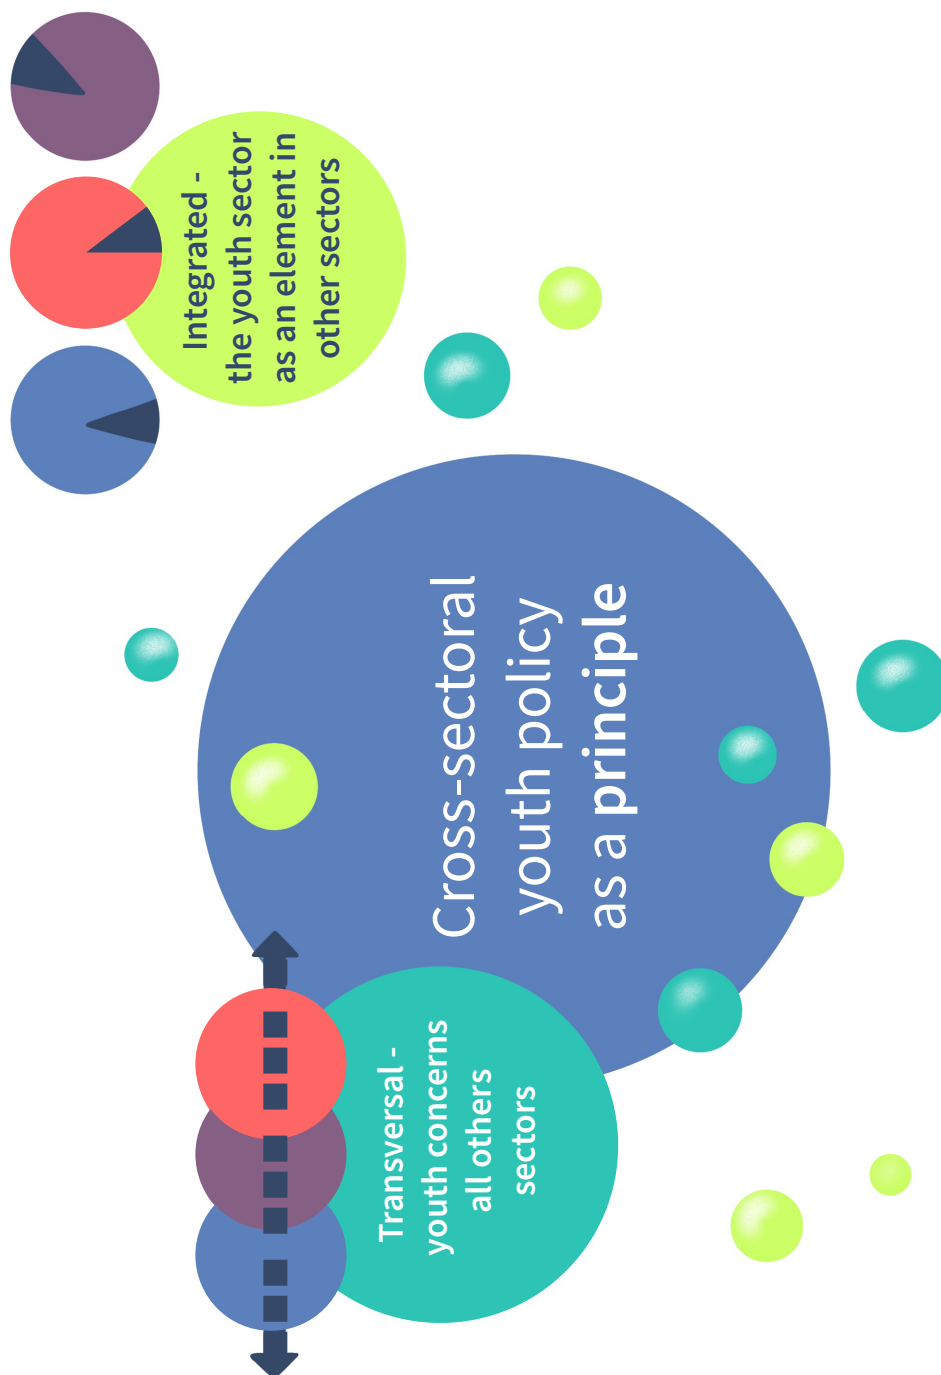 Cross-sectoral
youth policy
as a principle
Transversal -
youth concerns
all others
sectors
Integrated -
the youth sector
as an element in
other sectors